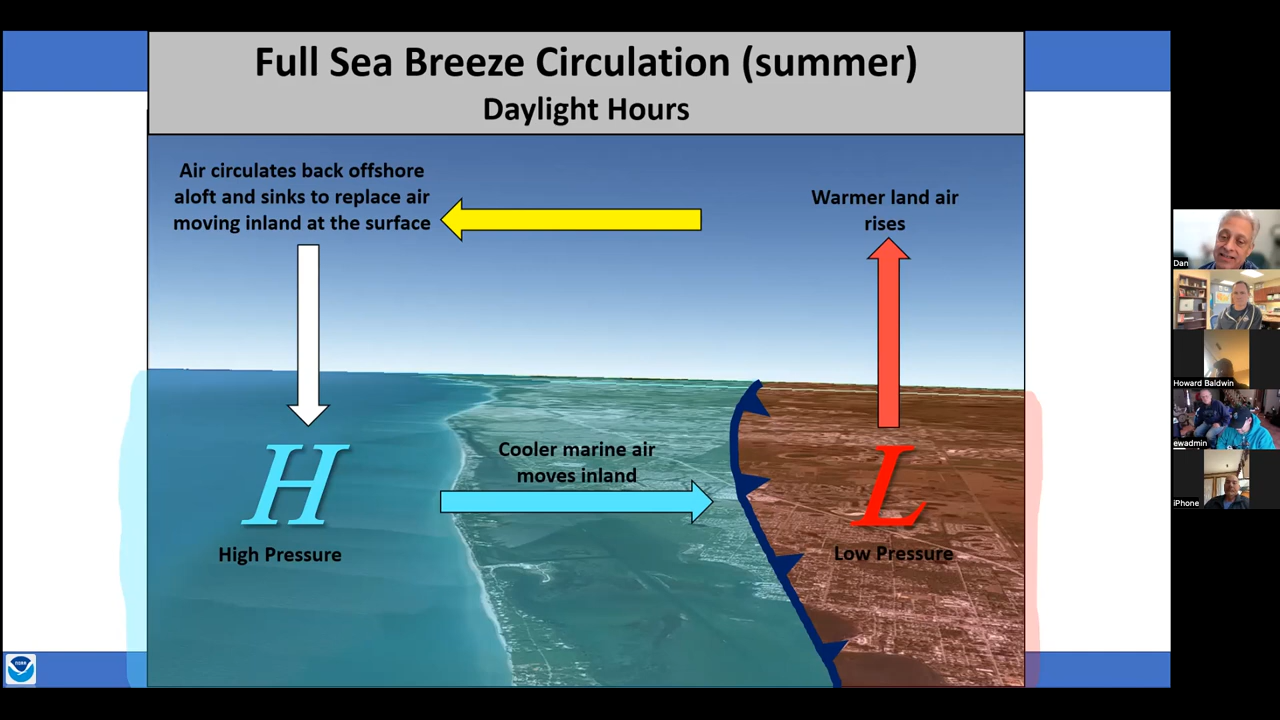 Full Sea Breeze Circulation (summer)
Daylight Hours
Air circulates back offshore
aloft and sinks to replace air
moving inland at the surface
Warmer land air
rises
Cooler marine air
moves inland
H
High Pressure
L
Low Pressure
NOAA
Dan
Howard Baldwin
ewadmin
iPhone